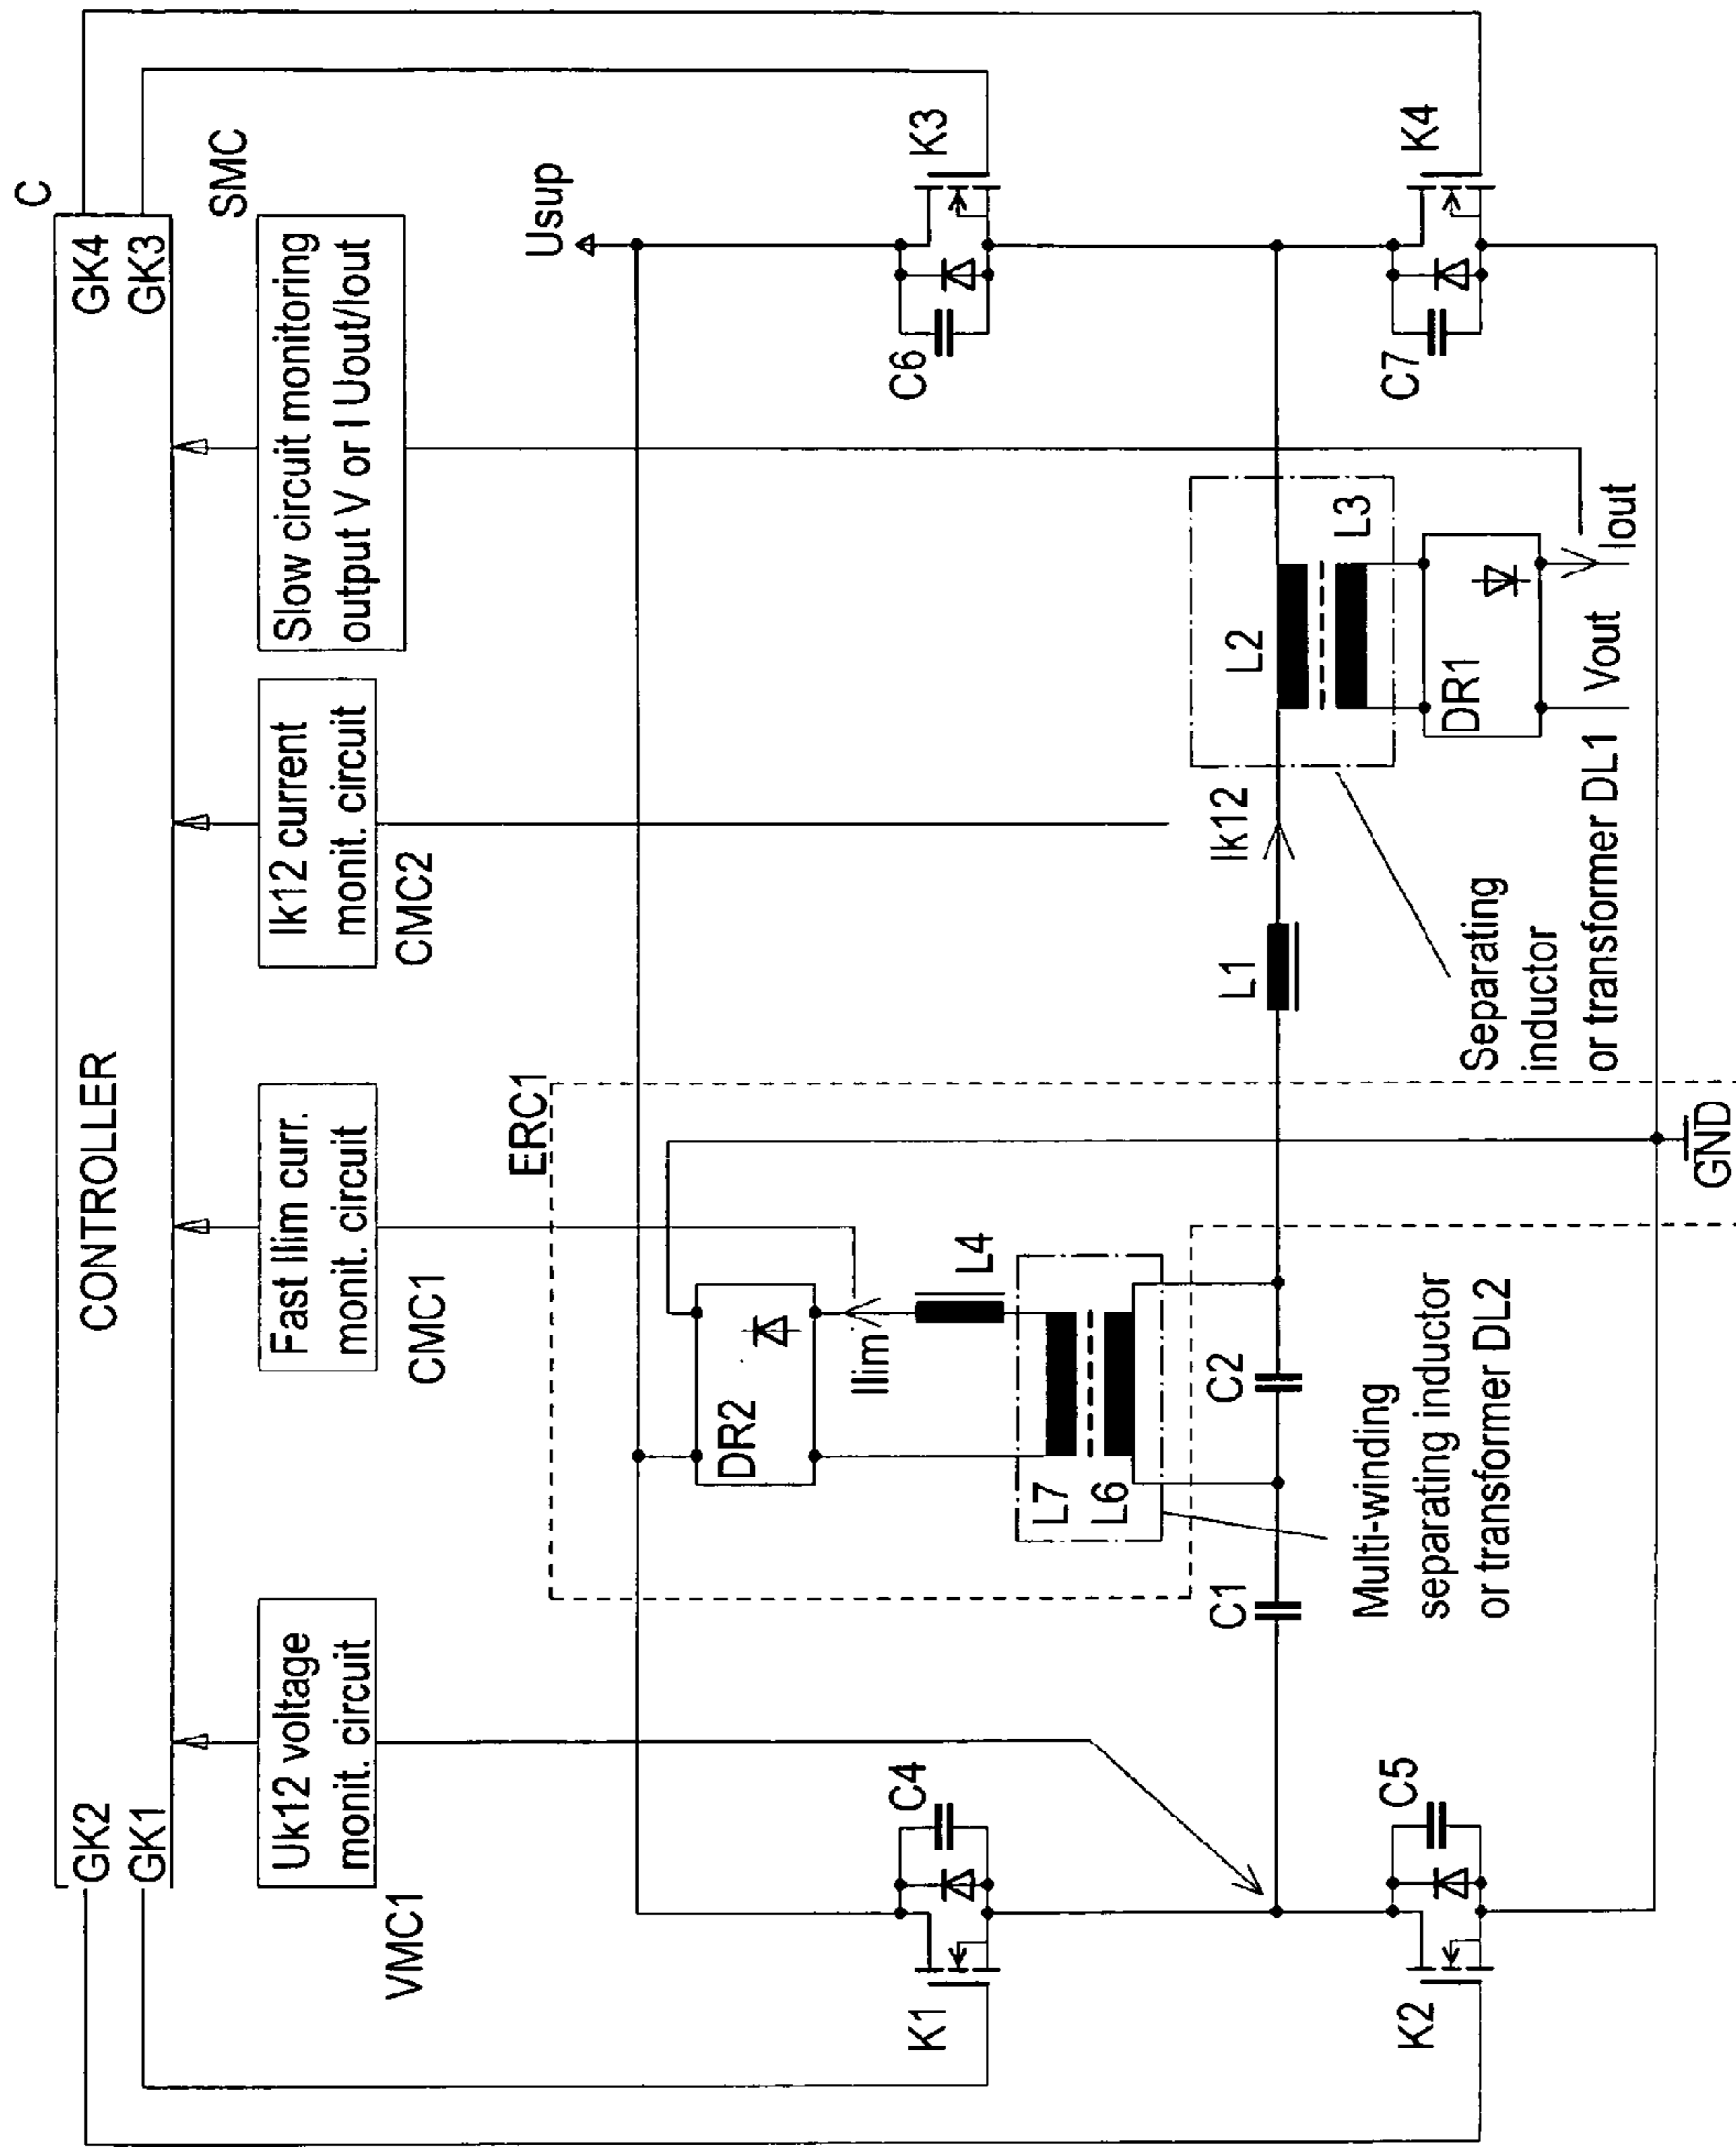 C
CONTROLLER
GK2
GK1
GK4
GK3
Uk12 voltage
monit. circuit
VMC1
Fast Ilim curr.
monit. circuit
CMC1
Ik12 current
monit. circuit
CMC2
Slow circuit monitoring
output V or I Uout/Iout
SMC
ERC1
Usup
DR2
Ilim
L4
L7
L6
K1
C4
C6
K3
C1
C2
L1
Ik12
L2
L3
DR1
Vout
Iout
K2
C5
C7
K4
Multi-winding
separating inductor
or transformer DL2
Separating
inductor
or transformer DL1
GND